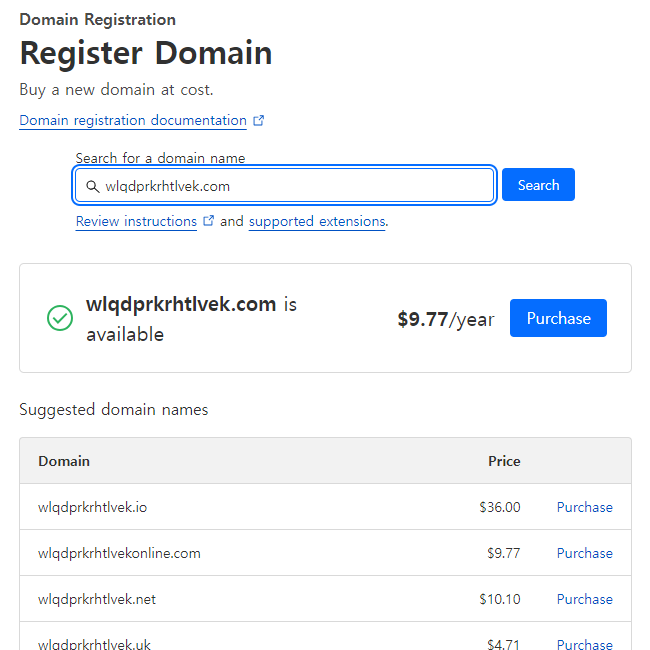 Domain Registration
Register Domain
Buy a new domain at cost.
Domain registration documentation
Search for a domain name
wlqdprkrhtlvek.com
Search
Review instructions and supported extensions.
wlqdprkrhtlvek.com is
available
$9.77/year
Purchase
Suggested domain names
Domain Price
wlqdprkrhtlvek.io $36.00 Purchase
wlqdprkrhtlvekonline.com $9.77 Purchase
wlqdprkrhtlvek.net $10.10 Purchase
wlqdprkrhtlvek.uk $4.71 Purchase